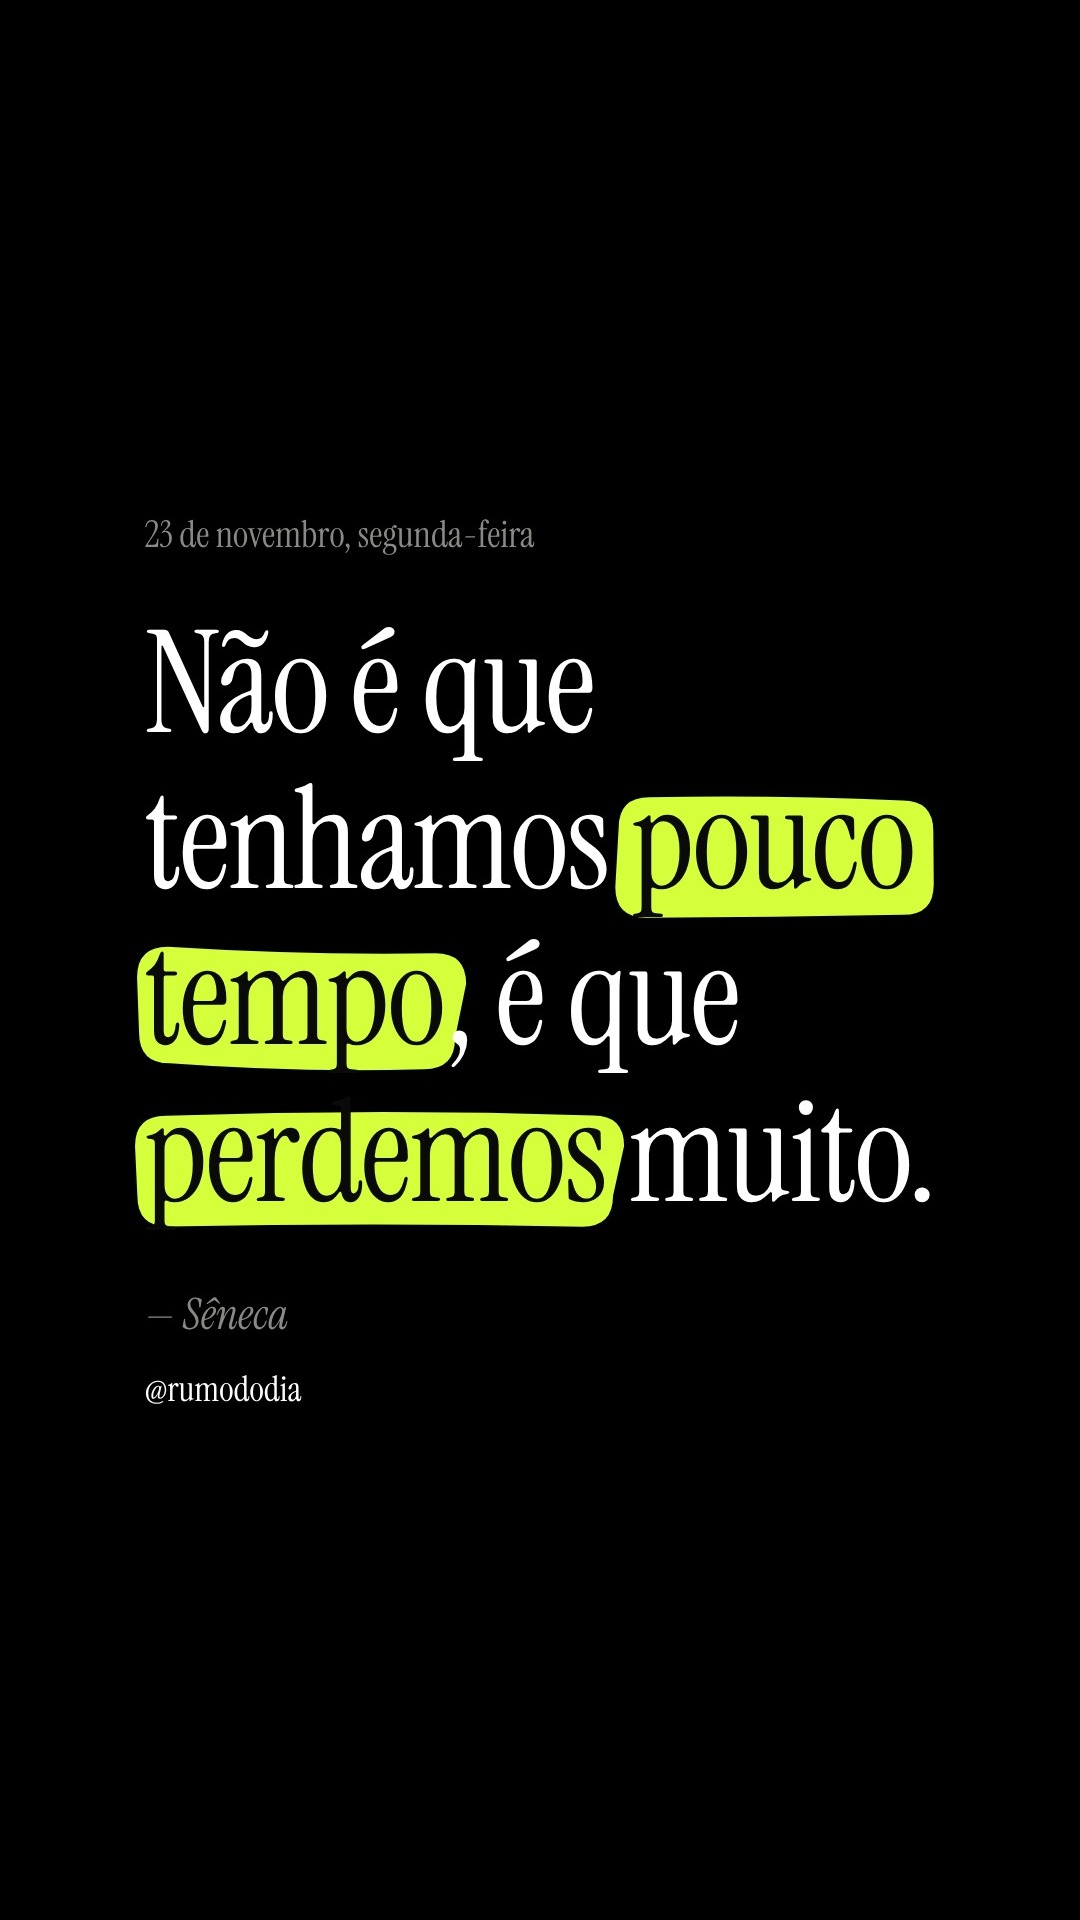 23 de novembro, segunda-feira
Não é que
tenhamos pouco
tempo, é que
perdemos muito.
— Sêneca
@rumododia